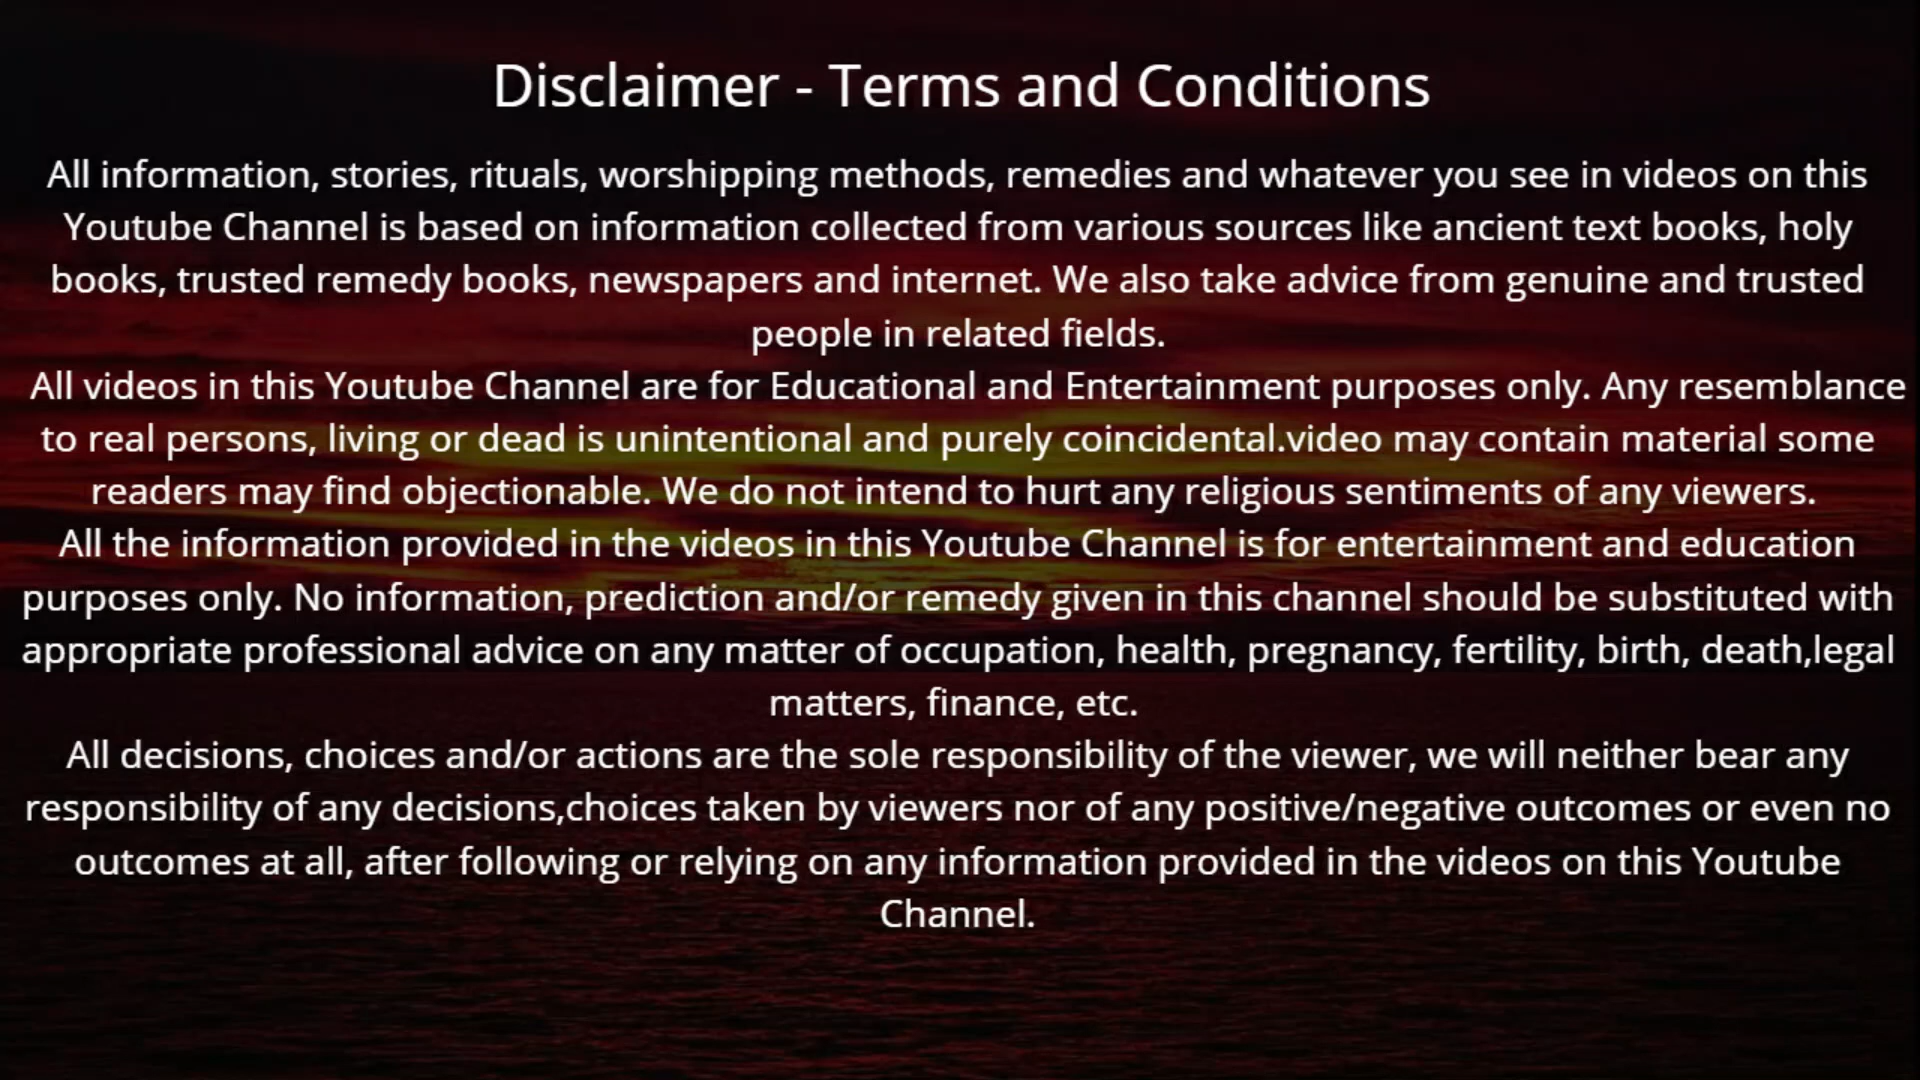 Disclaimer - Terms and Conditions
All information, stories, rituals, worshipping methods, remedies and whatever you see in videos on this
Youtube Channel is based on information collected from various sources like ancient text books, holy
books, trusted remedy books, newspapers and internet. We also take advice from genuine and trusted
people in related fields.
All videos in this Youtube Channel are for Educational and Entertainment purposes only. Any resemblance
to real persons, living or dead is unintentional and purely coincidental.video may contain material some
readers may find objectionable. We do not intend to hurt any religious sentiments of any viewers.
All the information provided in the videos in this Youtube Channel is for entertainment and education
purposes only. No information, prediction and/or remedy given in this channel should be substituted with
appropriate professional advice on any matter of occupation, health, pregnancy, fertility, birth, death,legal
matters, finance, etc.
All decisions, choices and/or actions are the sole responsibility of the viewer, we will neither bear any
responsibility of any decisions,choices taken by viewers nor of any positive/negative outcomes or even no
outcomes at all, after following or relying on any information provided in the videos on this Youtube
Channel.